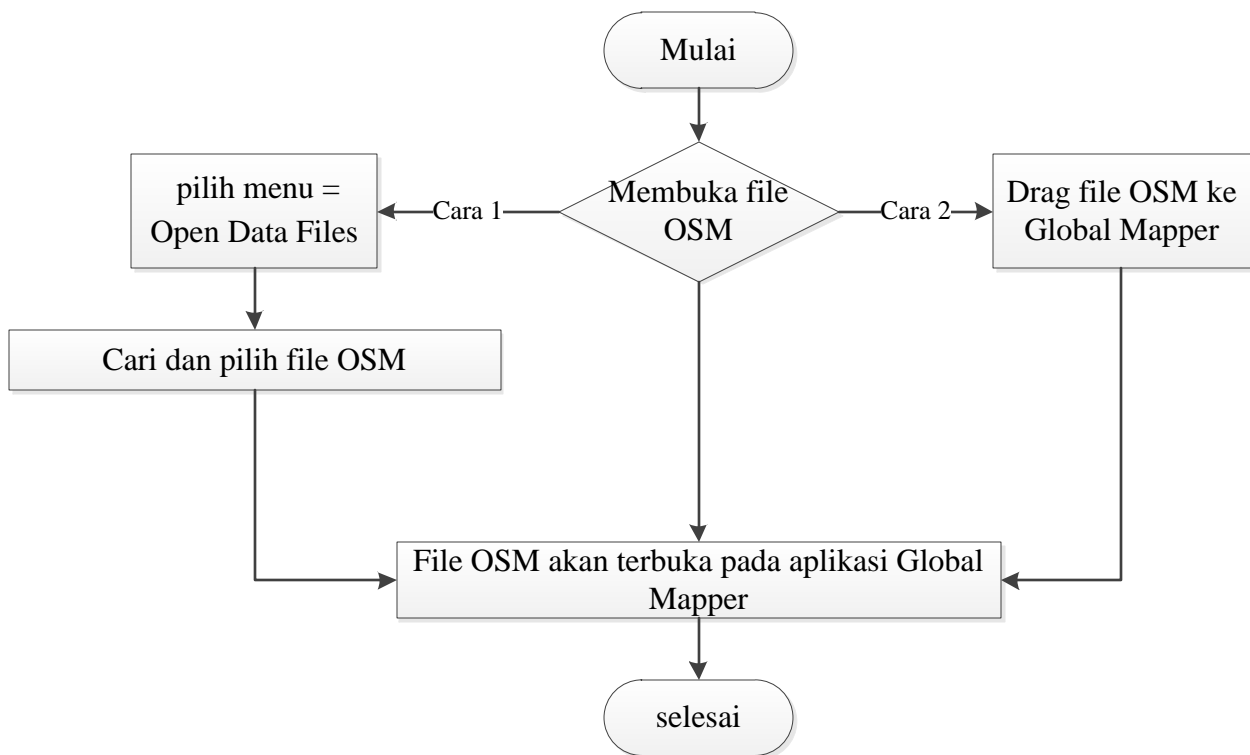 Mulai
Membuka file
OSM
Cara 1
pilih menu =
Open Data Files
Cari dan pilih file OSM
Cara 2
Drag file OSM ke
Global Mapper
File OSM akan terbuka pada aplikasi Global
Mapper
selesai